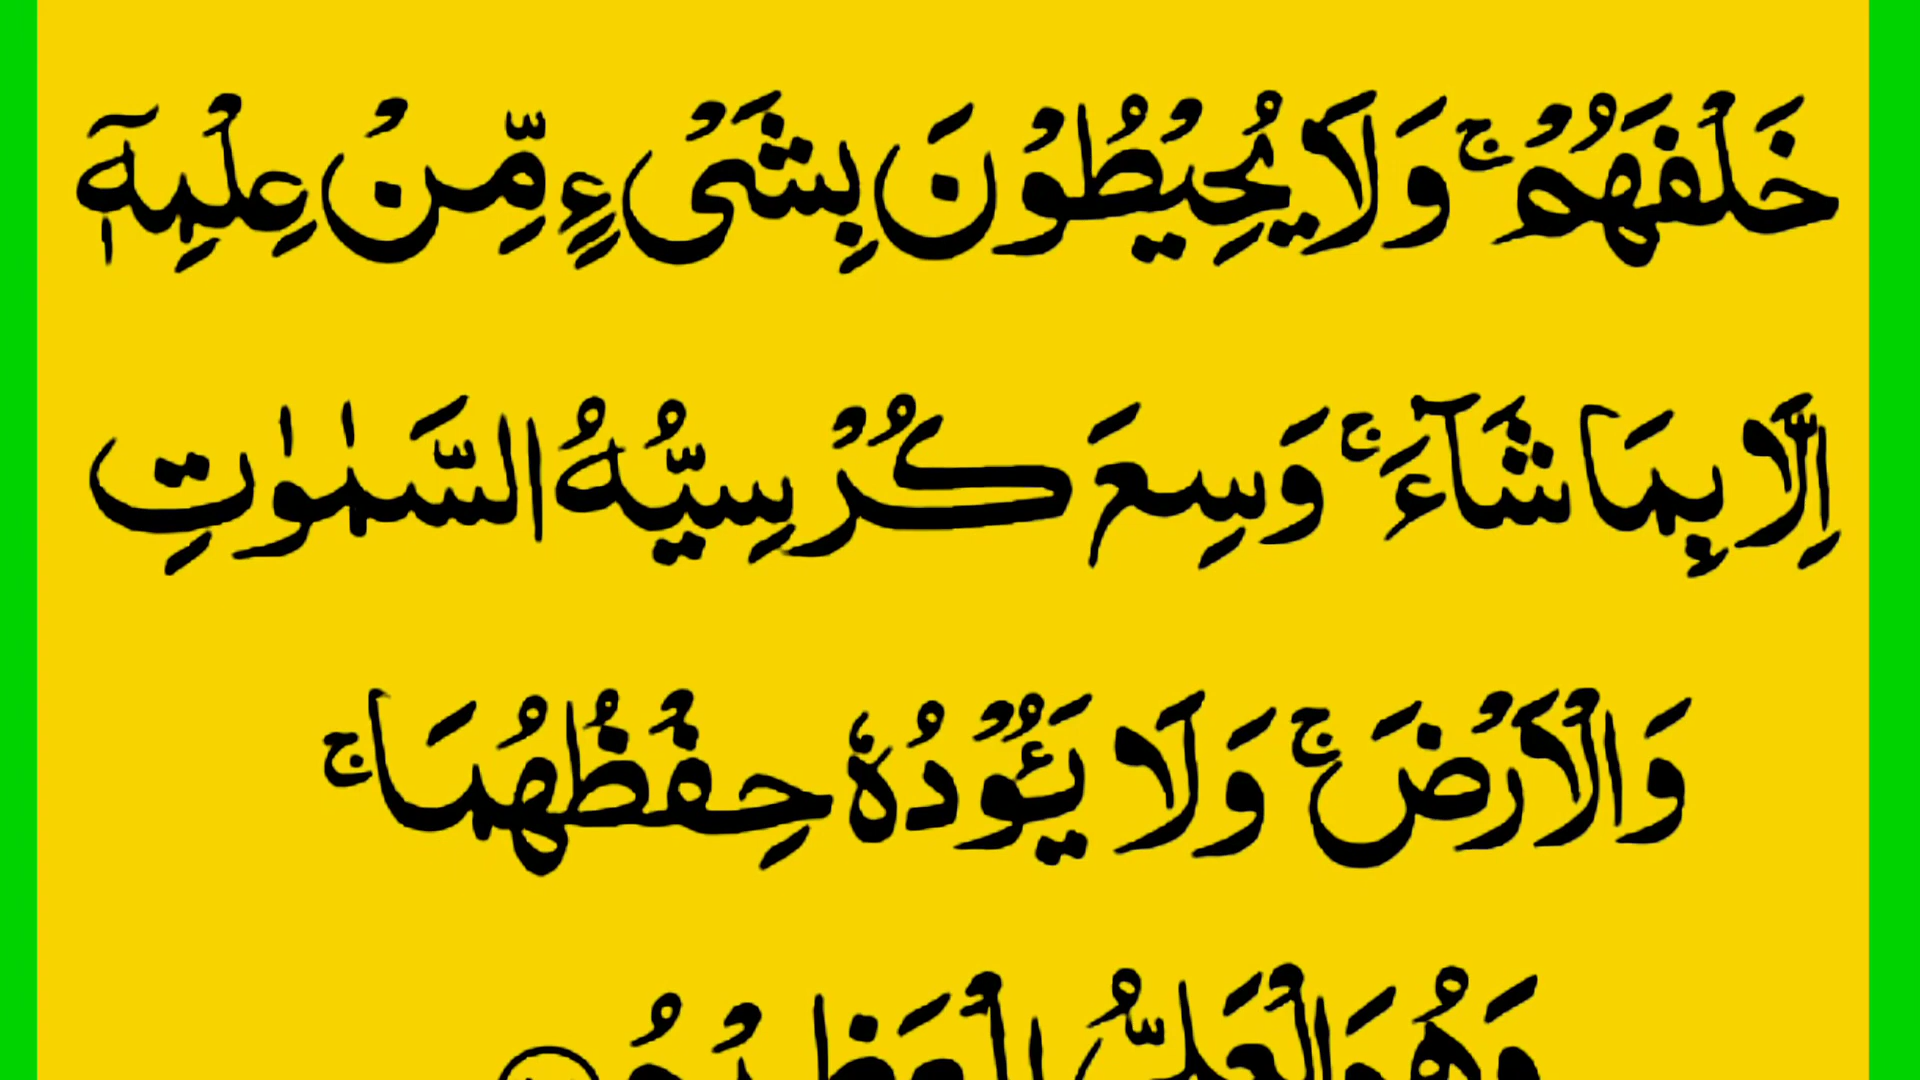 خَلْفَهُمْ ۚ وَلَا يُحِيْطُوْنَ بِشَىْءٍ مِّنْ عِلْمِهٖٓ
اِلَّا بِمَا شَآءَ ۚ وَسِعَ كُرْسِيُّهُ السَّمٰوٰتِ
وَالْاَرْضَ ۚ وَلَا يَـُٔوْدُهٗ حِفْظُهُمَا ۚ
وَهُوَ الْعَلِىُّ الْعَظِيْمُ